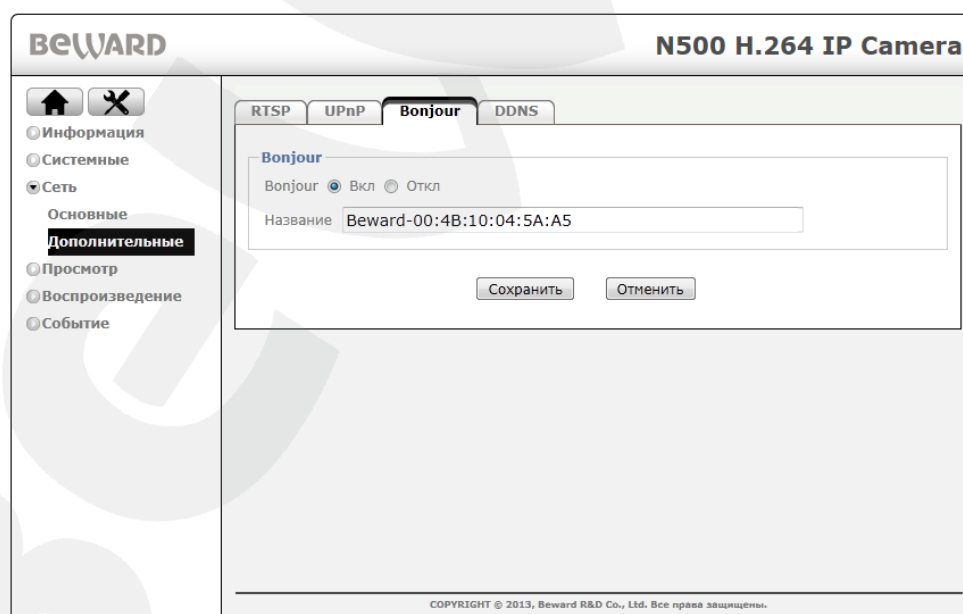 BEWARD
N500 H.264 IP Camera
Информация
Системные
Сеть
Основные
Дополнительные
Просмотр
Воспроизведение
Событие
RTSP UPnP Bonjour DDNS
Bonjour
Bonjour Вкл Откл
Название Beward-00:4B:10:04:5A:A5
Сохранить Отменить
COPYRIGHT © 2013, Beward R&D Co., Ltd. Все права защищены.